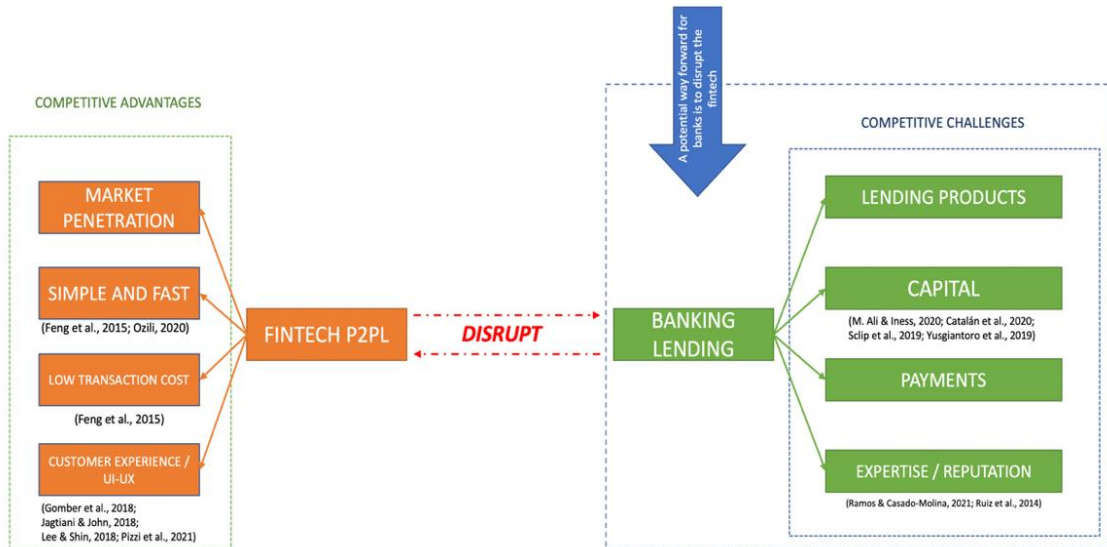 A potential way forward for
banks is to disrupt the
fintech
COMPETITIVE ADVANTAGES
COMPETITIVE CHALLENGES
MARKET
PENETRATION
SIMPLE AND FAST
(Feng et al., 2015; Ozili, 2020)
LOW TRANSACTION COST
(Feng et al., 2015)
CUSTOMER EXPERIENCE /
UI-UX
(Gomber et al., 2018;
Jagtiani & John, 2018;
Lee & Shin, 2018; Pizzi et al., 2021)
FINTECH P2PL
DISRUPT
BANKING
LENDING
LENDING PRODUCTS
CAPITAL
(M. Ali & Iness, 2020; Catalán et al., 2020;
Sclip et al., 2019; Yusgiantoro et al., 2019)
PAYMENTS
EXPERTISE / REPUTATION
(Ramos & Casado-Molina, 2021; Ruiz et al., 2014)